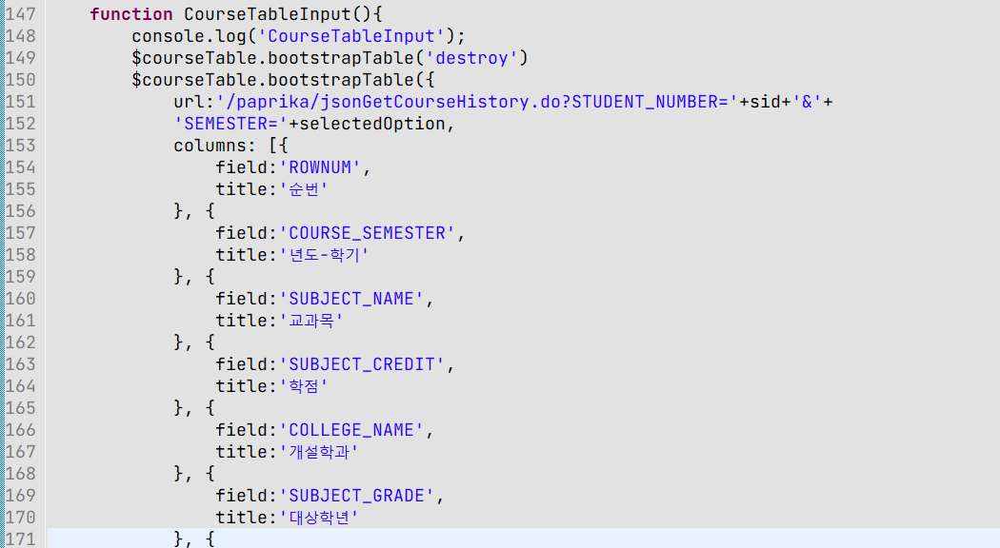 147 function CourseTableInput(){
148 console.log('CourseTableInput');
149 $courseTable.bootstrapTable('destroy')
150 $courseTable.bootstrapTable({
151 url:'/paprika/jsonGetCourseHistory.do?STUDENT_NUMBER='+sid+'&'+
152 'SEMESTER='+selectedOption,
153 columns: [{
154 field:'ROWNUM',
155 title:'순번'
156 }, {
157 field:'COURSE_SEMESTER',
158 title:'년도-학기'
159 }, {
160 field:'SUBJECT_NAME',
161 title:'교과목'
162 }, {
163 field:'SUBJECT_CREDIT',
164 title:'학점'
165 }, {
166 field:'COLLEGE_NAME',
167 title:'개설학과'
168 }, {
169 field:'SUBJECT_GRADE',
170 title:'대상학년'
171 }, {